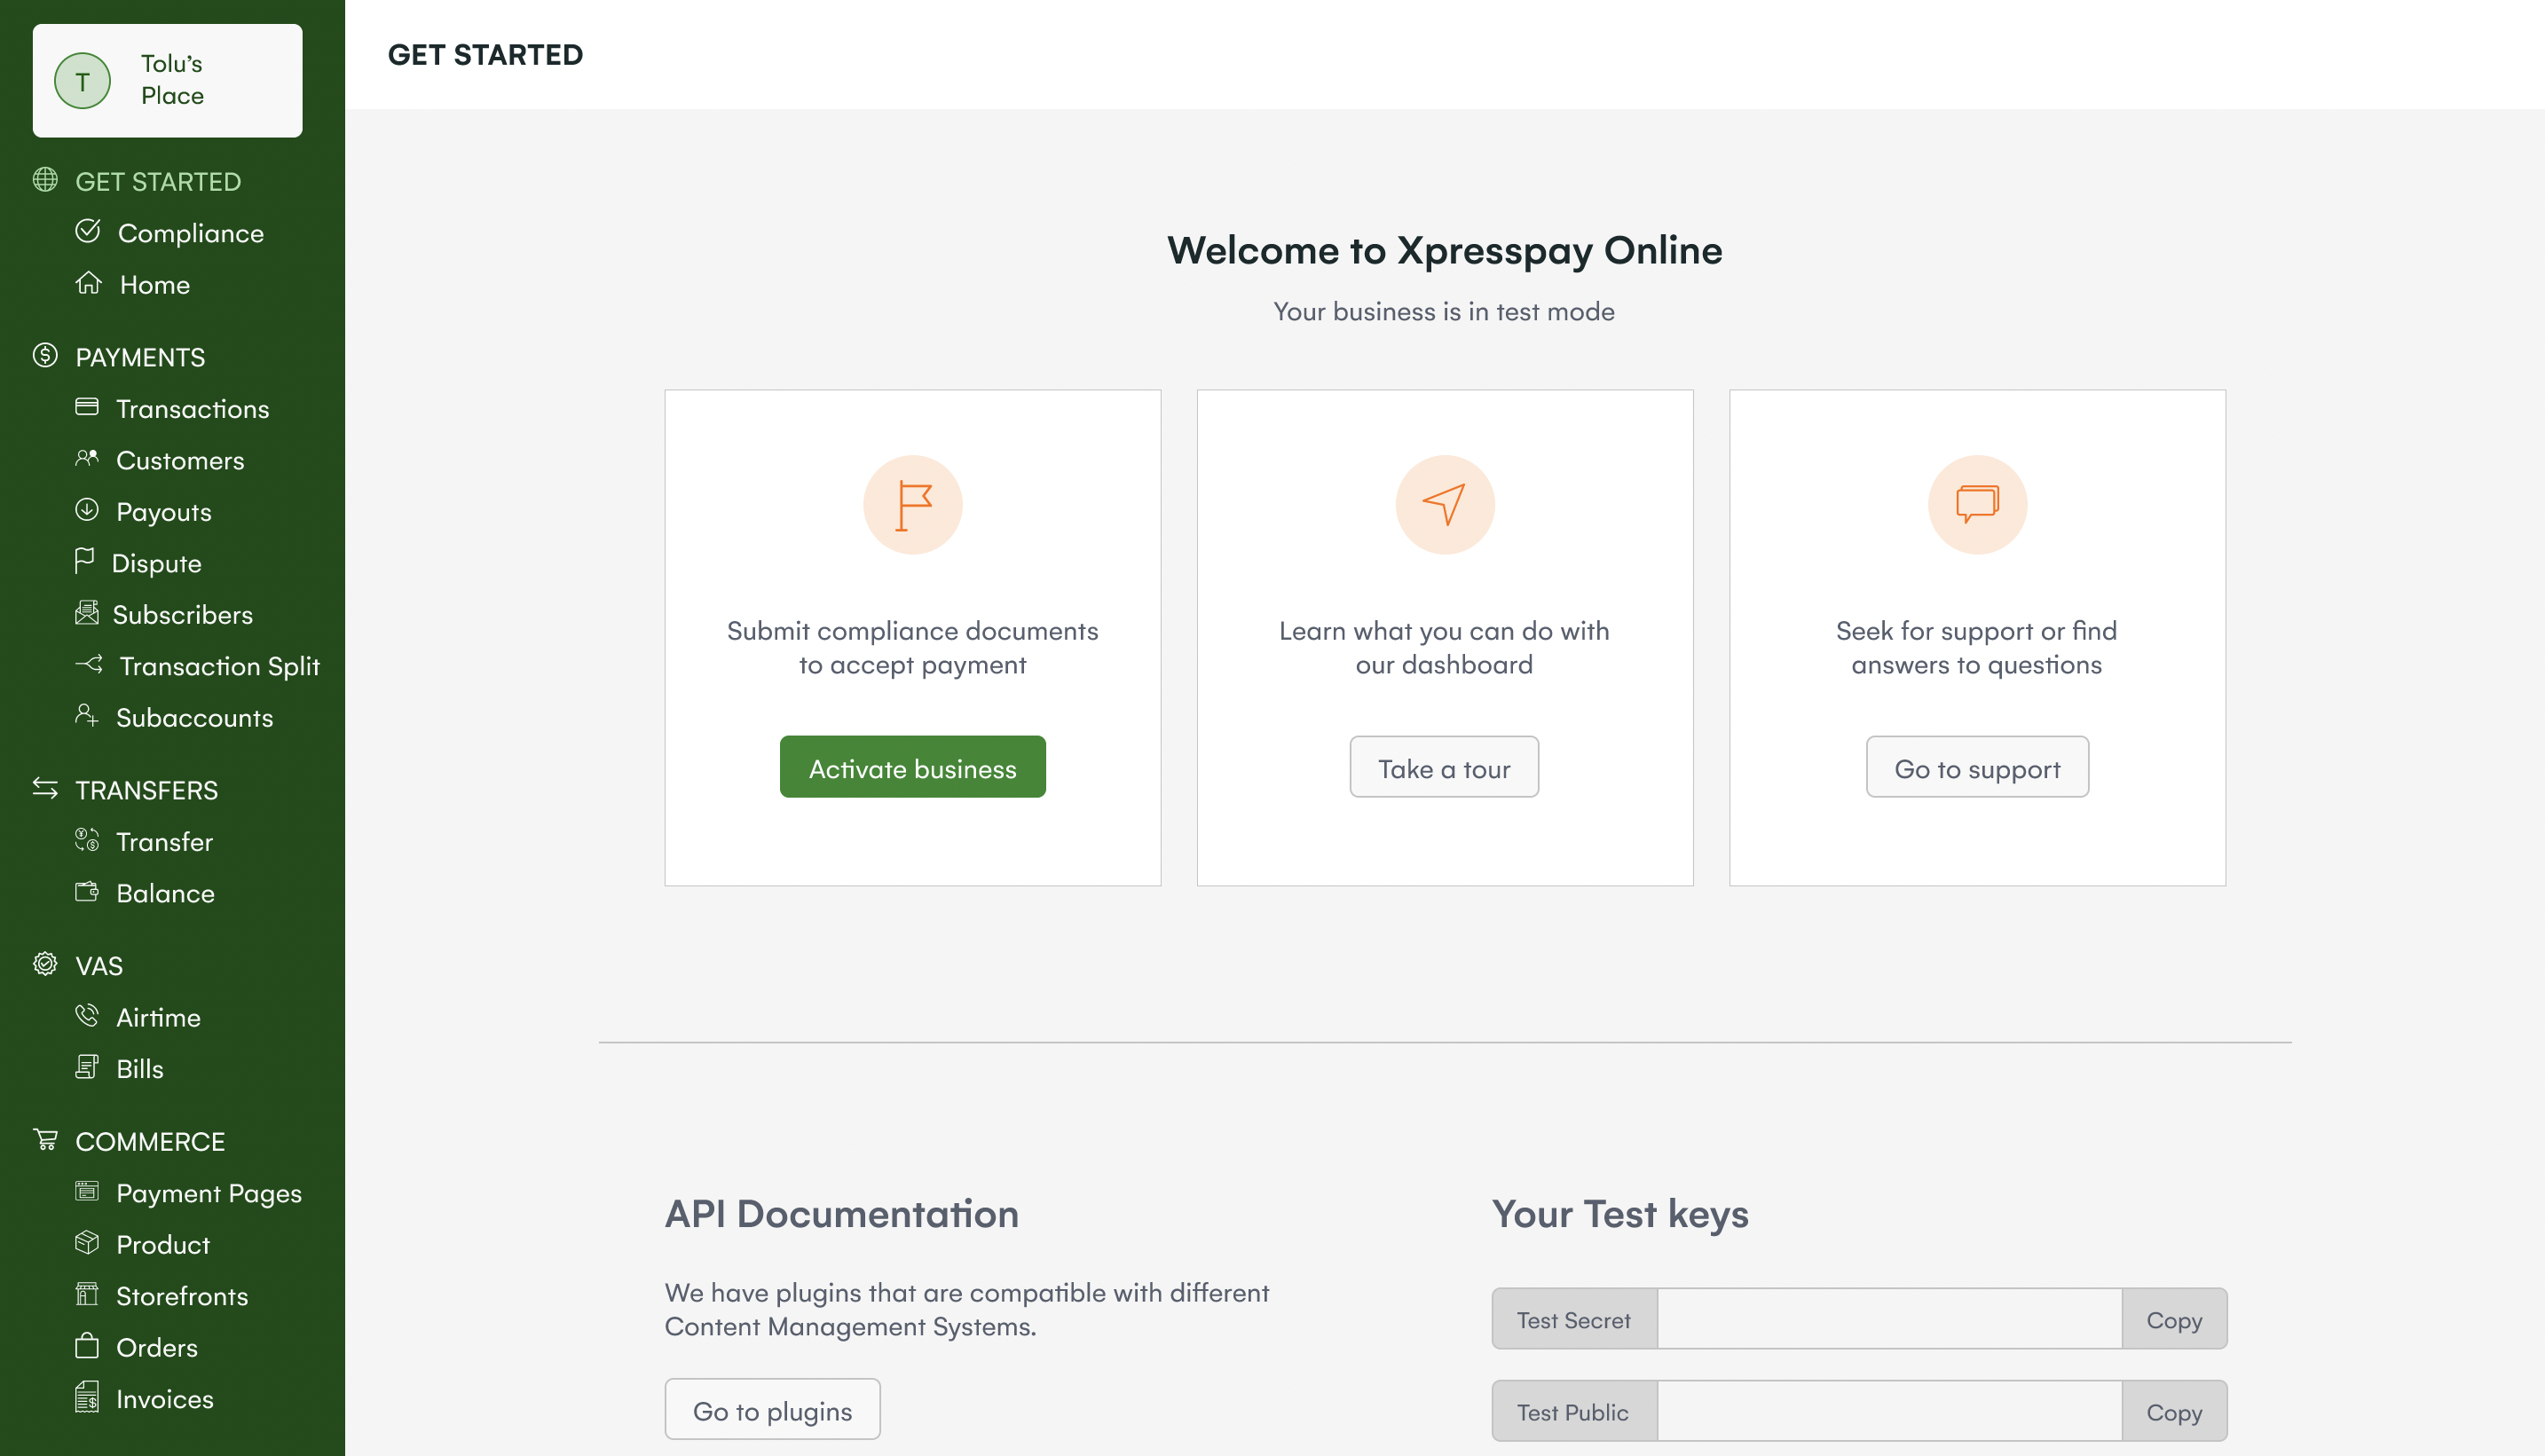 T
Tolu’s
Place
GET STARTED
Compliance
Home
PAYMENTS
Transactions
Customers
Payouts
Dispute
Subscribers
Transaction Split
Subaccounts
TRANSFERS
Transfer
Balance
VAS
Airtime
Bills
COMMERCE
Payment Pages
Product
Storefronts
Orders
Invoices
GET STARTED
Welcome to Xpresspay Online
Your business is in test mode
Submit compliance documents
to accept payment
Activate business
Learn what you can do with
our dashboard
Take a tour
Seek for support or find
answers to questions
Go to support
API Documentation
We have plugins that are compatible with different
Content Management Systems.
Go to plugins
Your Test keys
Test Secret
Copy
Test Public
Copy